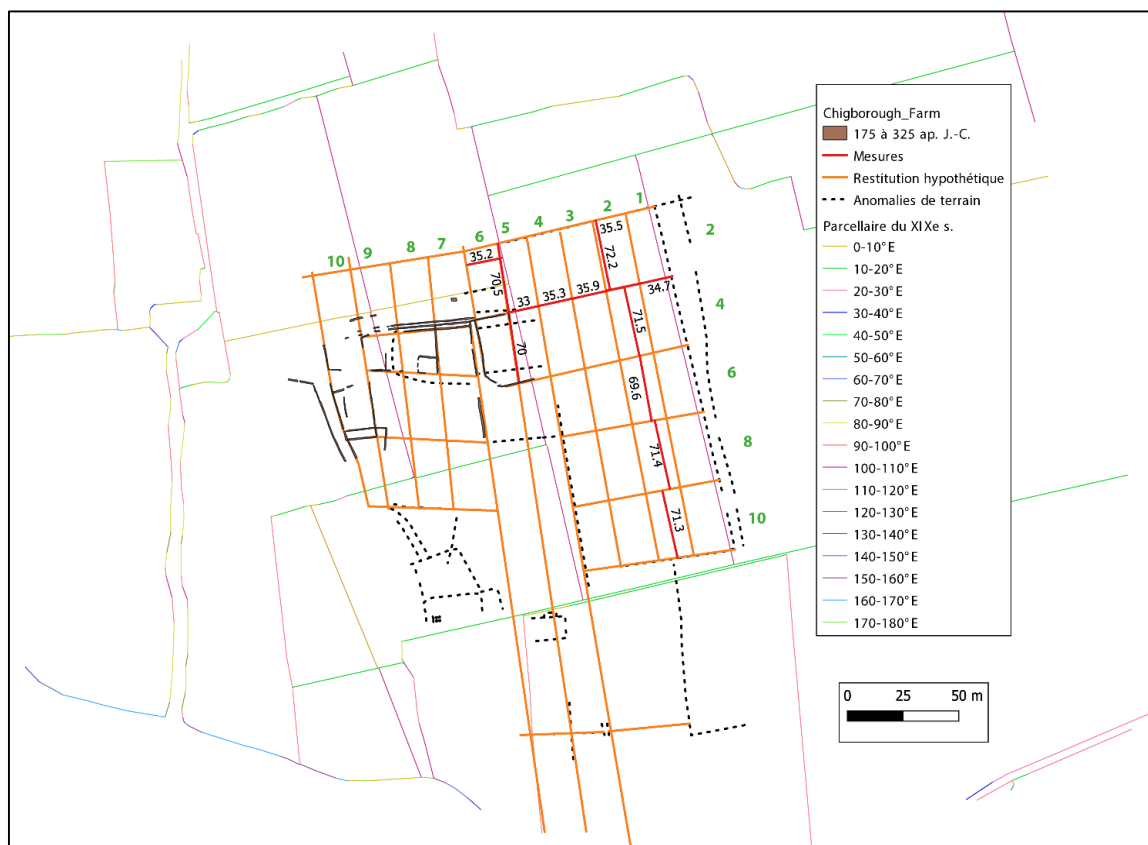 Chigborough_Farm
175 à 325 ap. J.-C.
Mesures
Restitution hypothétique
Anomalies de terrain
Parcellaire du XIXe s.
0-10°E
10-20°E
20-30°E
30-40°E
40-50°E
50-60°E
60-70°E
70-80°E
80-90°E
90-100°E
100-110°E
110-120°E
120-130°E
130-140°E
140-150°E
150-160°E
160-170°E
170-180°E
0 25 50 m
10 9 8 7 6 5 4 3 2 1
2
4
6
8
10
35.2
70.5
33
35.3
35.9
35.5
72.2
34.7
70
71.5
69.6
71.4
71.3